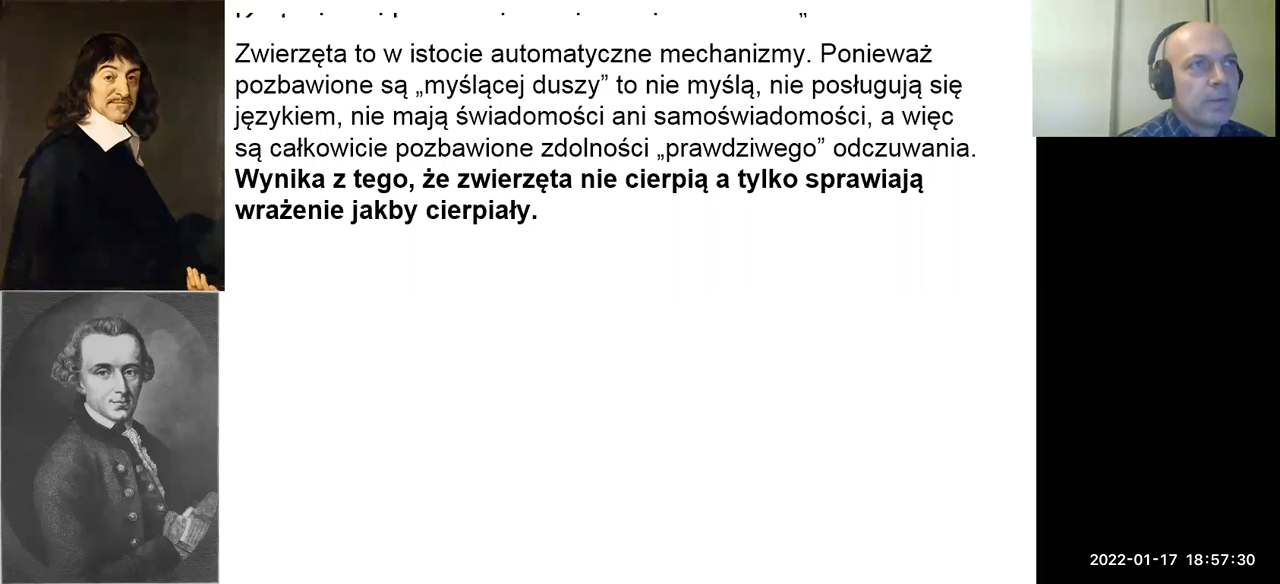 Zwierzęta to w istocie automatyczne mechanizmy. Ponieważ
pozbawione są „myślącej duszy” to nie myślą, nie posługują się
językiem, nie mają świadomości ani samoświadomości, a więc
są całkowicie pozbawione zdolności „prawdziwego” odczuwania.
Wynika z tego, że zwierzęta nie cierpią a tylko sprawiają
wrażenie jakby cierpiały.
2022-01-17 18:57:30